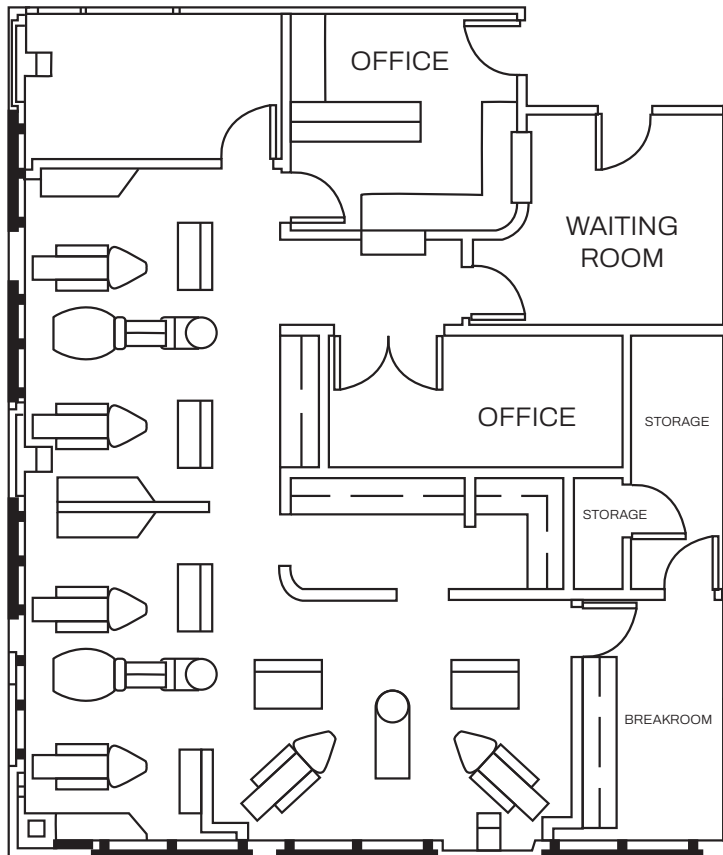 OFFICE
WAITING
ROOM
OFFICE
STORAGE
STORAGE
BREAKROOM